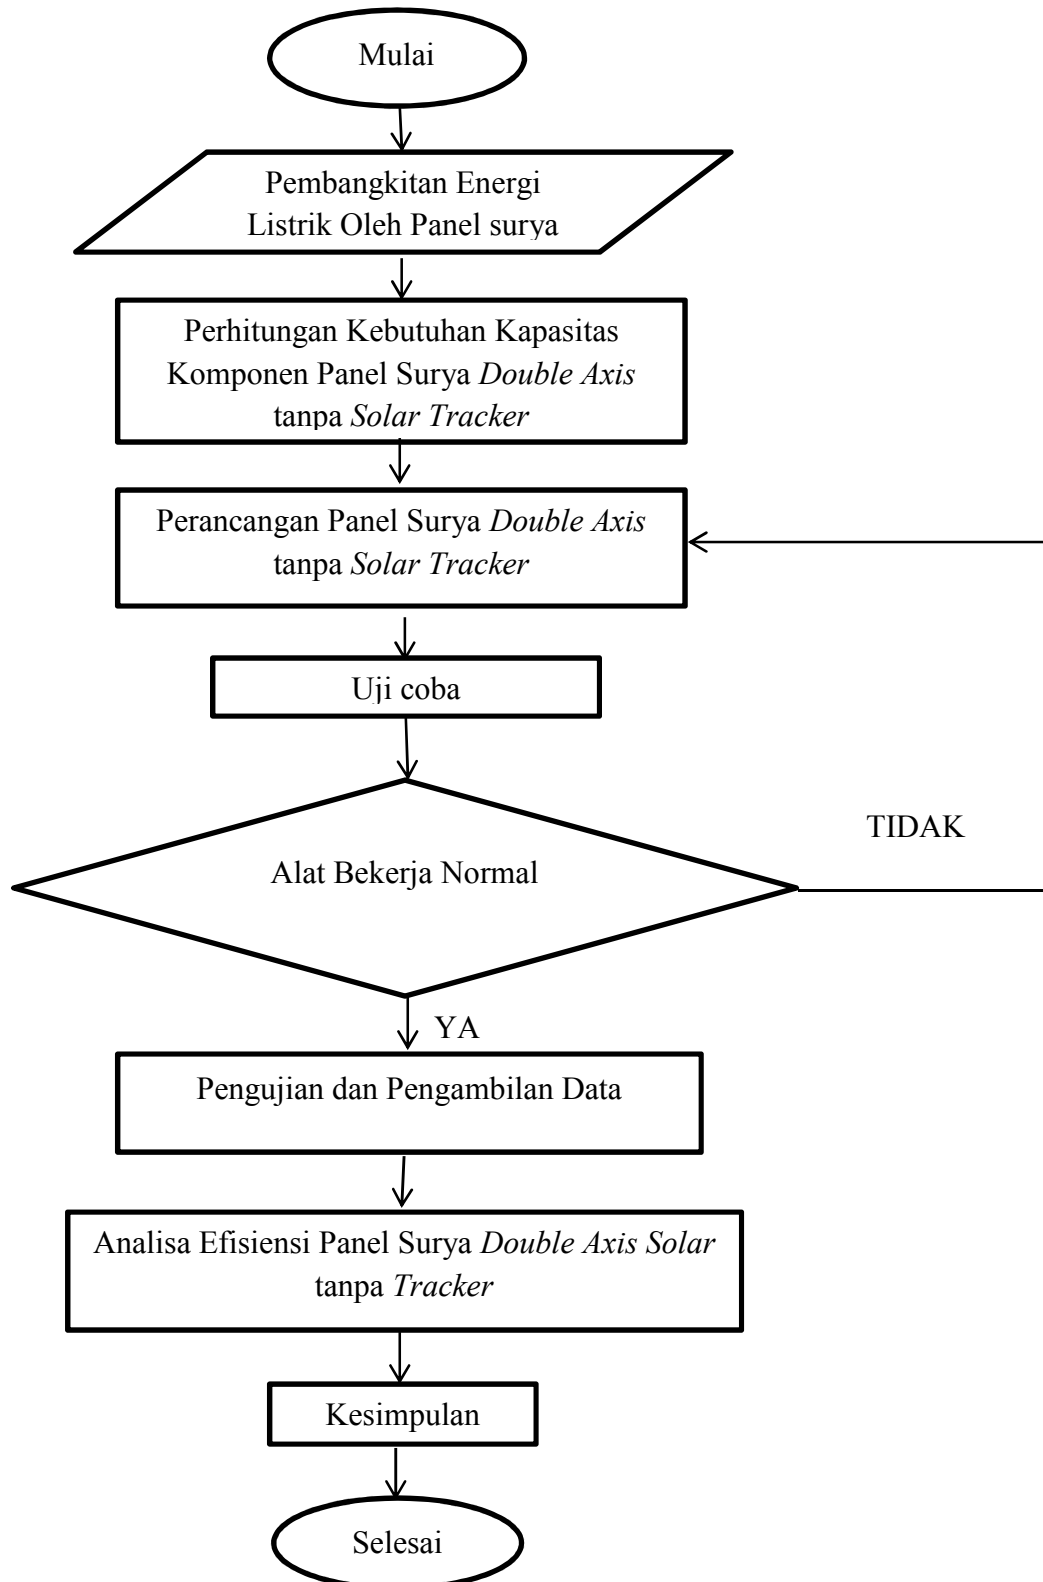 Mulai
Pembangkitan Energi
Listrik Oleh Panel surya
Perhitungan Kebutuhan Kapasitas
Komponen Panel Surya Double Axis
tanpa Solar Tracker
Perancangan Panel Surya Double Axis
tanpa Solar Tracker
Uji coba
Alat Bekerja Normal
TIDAK
YA
Pengujian dan Pengambilan Data
Analisa Efisiensi Panel Surya Double Axis Solar
tanpa Tracker
Kesimpulan
Selesai